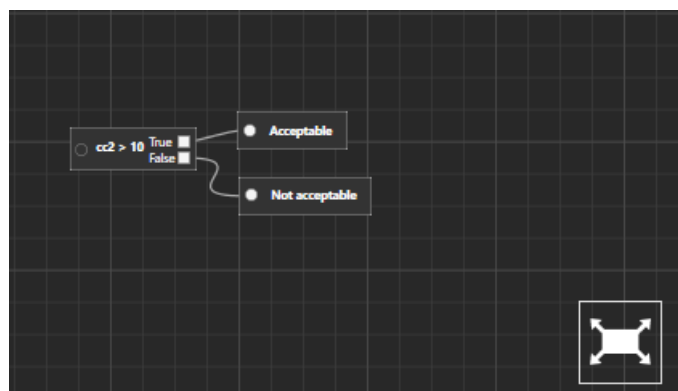 cc2 > 10
True
False
Acceptable
Not acceptable